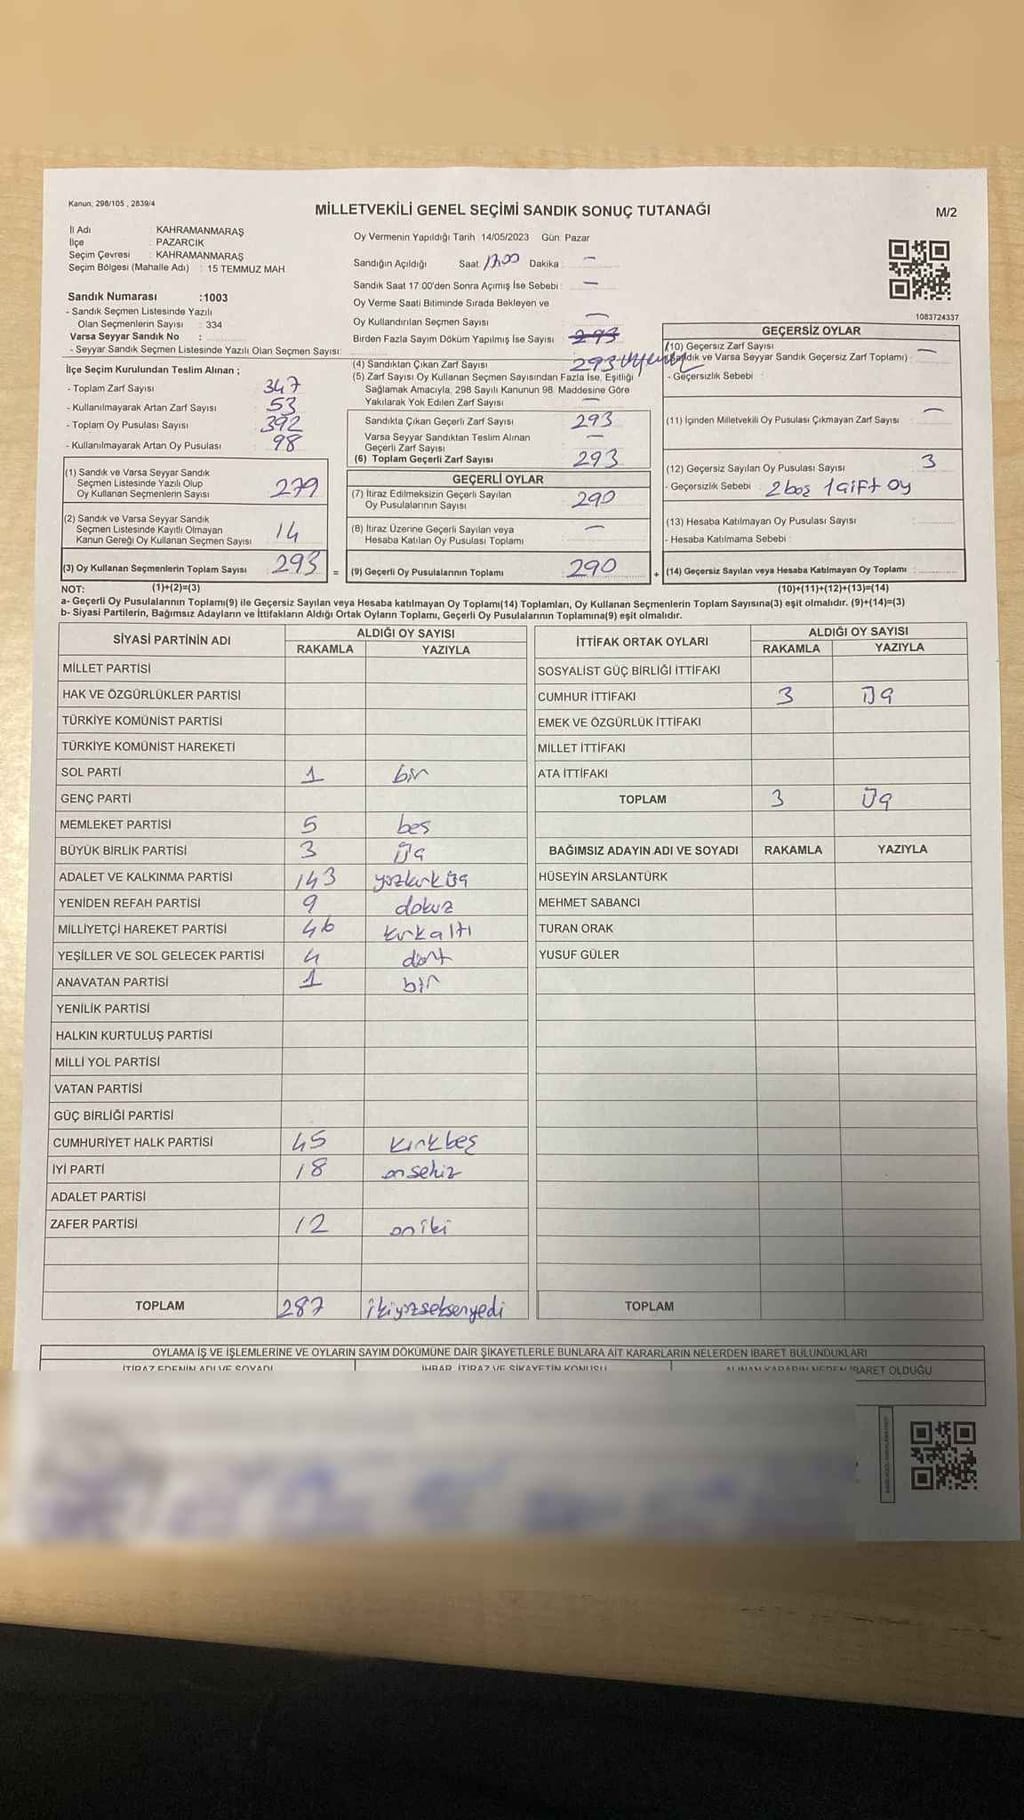 Kanun, 298/105 , 2839/4
MİLLETVEKİLİ GENEL SEÇİMİ SANDIK SONUÇ TUTANAĞI
M/2
İl Adı KAHRAMANMARAŞ
İlçe : PAZARCIK
Seçim Çevresi : KAHRAMANMARAŞ
Seçim Bölgesi (Mahalle Adı) : 15 TEMMUZ MAH
Sandık Numarası :1003
- Sandık Seçmen Listesinde Yazılı
Olan Seçmenlerin Sayısı : 334
Varsa Seyyar Sandık No :
- Seyyar Sandık Seçmen Listesinde Yazılı Olan Seçmen Sayısı:
Oy Vermenin Yapıldığı Tarih 14/05/2023 Gün: Pazar
Sandığın Açıldığı Saat: 17.00 Dakika : -
Sandık Saat 17:00'den Sonra Açımış İse Sebebi : -
Oy Verme Saati Bitiminde Sırada Bekleyen ve
Oy Kullandırılan Seçmen Sayısı -
Birden Fazla Sayım Döküm Yapılmış İse Sayısı 293
1083724337
İlçe Seçim Kurulundan Teslim Alınan ;
- Toplam Zarf Sayısı 347
- Kullanılmayarak Artan Zarf Sayısı 53
- Toplam Oy Pusulası Sayısı 392
- Kullanılmayarak Artan Oy Pusulası 98
(1) Sandık ve Varsa Seyyar Sandık
Seçmen Listesinde Yazılı Olup
Oy Kullanan Seçmenlerin Sayısı 279
(2) Sandık ve Varsa Seyyar Sandık
Seçmen Listesinde Kayıtlı Olmayan
Kanun Gereği Oy Kullanan Seçmen Sayısı 14
(3) Oy Kullanan Seçmenlerin Toplam Sayısı 293 =
(4) Sandıktan Çıkan Zarf Sayısı 293
(5) Zarf Sayısı Oy Kullanan Seçmen Sayısından Fazla İse, Eşitliği
Sağlamak Amacıyla, 298 Sayılı Kanunun 98. Maddesine Göre
Yakılarak Yok Edilen Zarf Sayısı -
Sandıkla Çıkan Geçerli Zarf Sayısı 293
Varsa Seyyar Sandıktan Teslim Alınan
Geçerli Zarf Sayısı -
(6) Toplam Geçerli Zarf Sayısı 293
GEÇERLİ OYLAR
(7) İtiraz Edilmeksizin Geçerli Sayılan
Oy Pusulalarının Sayısı 290
(8) İtiraz Üzerine Geçerli Sayılan veya
Hesaba Katılan Oy Pusulası Toplamı -
(9) Geçerli Oy Pusulalarının Toplamı 290 +
GEÇERSİZ OYLAR
(10) Geçersiz Zarf Sayısı
ve Varsa Seyyar Sandık Geçersiz Zarf Toplamı) -
- Geçersizlik Sebebi :
(11) İçinden Milletvekili Oy Pusulası Çıkmayan Zarf Sayısı -
(12) Geçersiz Sayılan Oy Pusulası Sayısı 3
- Geçersizlik Sebebi : 2 boş 1 çift oy
(13) Hesaba Katılmayan Oy Pusulası Sayısı
- Hesaba Katılmama Sebebi :
(14) Geçersiz Sayılan veya Hesaba Katılmayan Oy Toplamı :
NOT: (1)+(2)=(3) (10)+(11)+(12)+(13)=(14)
a- Geçerli Oy Pusulalarının Toplamı(9) ile Geçersiz Sayılan veya Hesaba katılmayan Oy Toplamı(14) Toplamları, Oy Kullanan Seçmenlerin Toplam Sayısına(3) eşit olmalıdır. (9)+(14)=(3)
b- Siyasi Partilerin, Bağımsız Adayların ve İttifakların Aldığı Ortak Oyların Toplamı, Geçerli Oy Pusulalarının Toplamına(9) eşit olmalıdır.
SİYASİ PARTİNİN ADI ALDIĞI OY SAYISI
RAKAMLA YAZIYLA
MİLLET PARTİSİ
HAK VE ÖZGÜRLÜKLER PARTİSİ
TÜRKİYE KOMÜNİST PARTİSİ
TÜRKİYE KOMÜNİST HAREKETİ
SOL PARTİ 1 bir
GENÇ PARTİ
MEMLEKET PARTİSİ 5 beş
BÜYÜK BİRLİK PARTİSİ 3 üç
ADALET VE KALKINMA PARTİSİ 143 yüzkırküç
YENİDEN REFAH PARTİSİ 9 dokuz
MİLLİYETÇİ HAREKET PARTİSİ 46 kırkaltı
YEŞİLLER VE SOL GELECEK PARTİSİ 4 dört
ANAVATAN PARTİSİ 1 bir
YENİLİK PARTİSİ
HALKIN KURTULUŞ PARTİSİ
MİLLİ YOL PARTİSİ
VATAN PARTİSİ
GÜÇ BİRLİĞİ PARTİSİ
CUMHURİYET HALK PARTİSİ 45 kırkbeş
İYİ PARTİ 18 onsekiz
ADALET PARTİSİ
ZAFER PARTİSİ 12 oniki
TOPLAM 287 ikiyüzseksenyedi
İTTİFAK ORTAK OYLARI ALDIĞI OY SAYISI
RAKAMLA YAZIYLA
SOSYALİST GÜÇ BİRLİĞİ İTTİFAKI
CUMHUR İTTİFAKI 3 Üç
EMEK VE ÖZGÜRLÜK İTTİFAKI
MİLLET İTTİFAKI
ATA İTTİFAKI
TOPLAM 3 Üç
BAĞIMSIZ ADAYIN ADI VE SOYADI RAKAMLA YAZIYLA
HÜSEYİN ARSLANTÜRK
MEHMET SABANCI
TURAN ORAK
YUSUF GÜLER
TOPLAM
OYLAMA İŞ VE İŞLEMLERİNE VE OYLARIN SAYIM DÖKÜMÜNE DAİR ŞİKAYETLERLE BUNLARA AİT KARARLARIN NELERDEN İBARET BULUNDUKLARI
İTİRAZ EDENİN ADI VE SOYADI İHBAR, İTİRAZ VE ŞİKAYETİN KONUSU ALINAN KARARIN NEDEN İBARET OLDUĞU